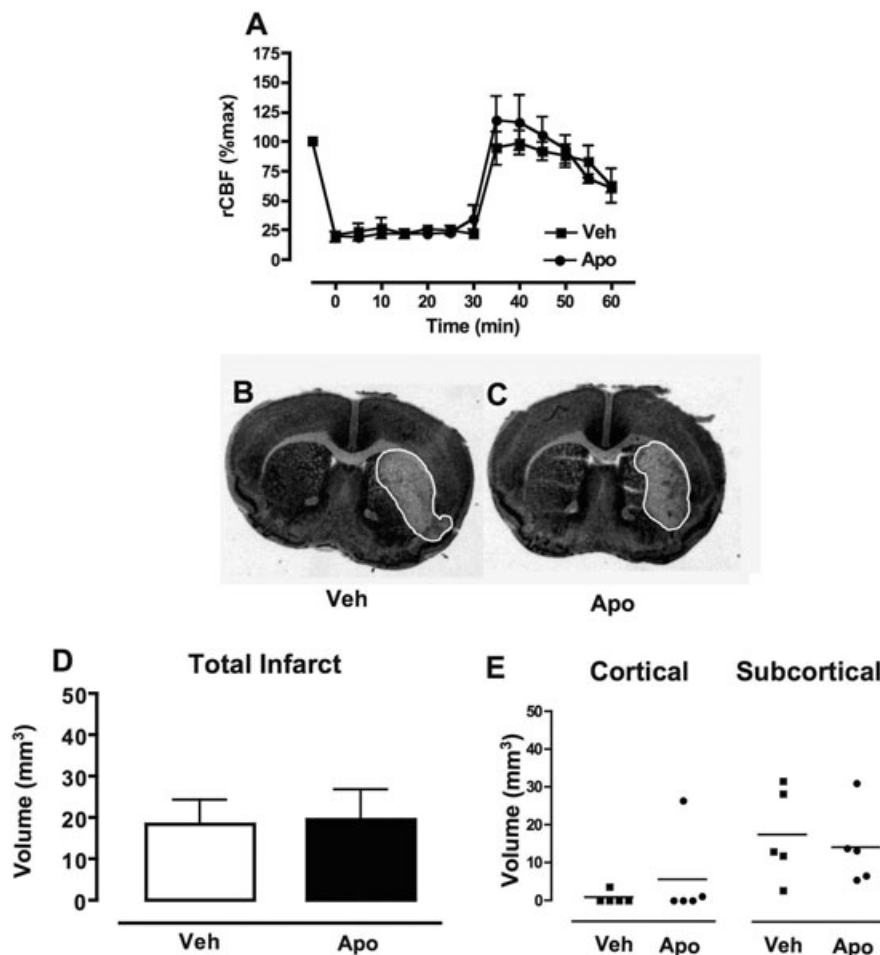 A
175
150
125
100
75
50
25
0
rCBF (%max)
Veh
Apo
0 10 20 30 40 50 60
Time (min)
B C
Veh Apo
D Total Infarct
50
40
30
20
10
0
Volume (mm³)
Veh Apo
E Cortical Subcortical
50
40
30
20
10
0
Volume (mm³)
Veh Apo Veh Apo